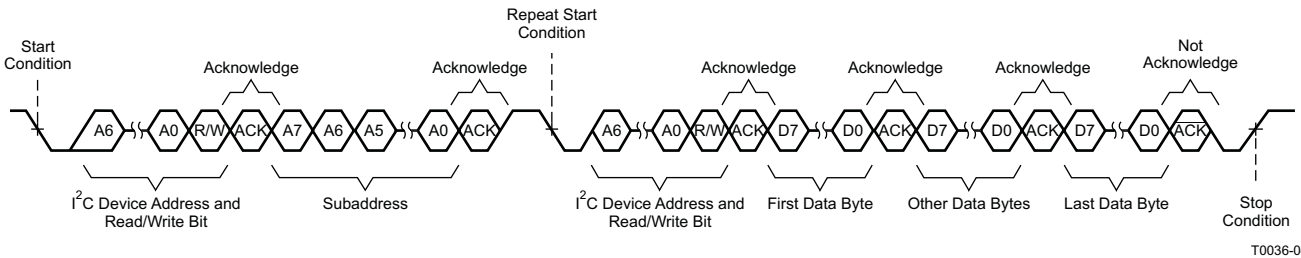 Repeat Start
Condition
Start
Condition
Not
Acknowledge
Acknowledge
Acknowledge
Acknowledge
Acknowledge
Acknowledge
A6 A0 R/W ACK A7 A6 A5 A0 ACK A6 A0 R/W ACK D7 D0 ACK D7 D0 ACK D7 D0 ACK
I2C Device Address and
Read/Write Bit
Subaddress
I2C Device Address and
Read/Write Bit
First Data Byte
Other Data Bytes
Last Data Byte
Stop
Condition
T0036-0